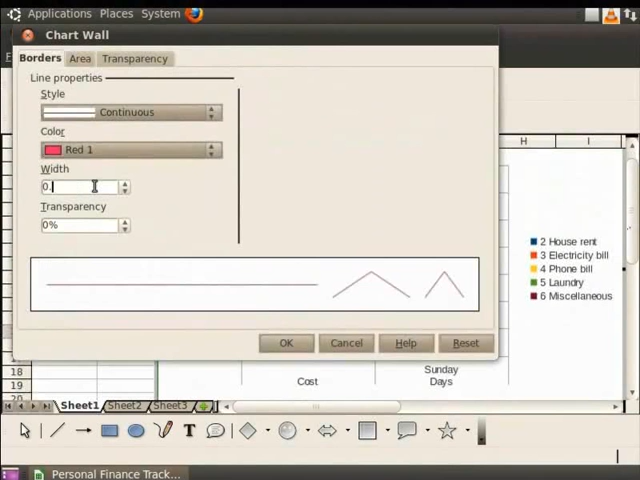 Applications Places System
Chart Wall
Borders Area Transparency
Line properties
Style
Continuous
Color
Red 1
Width
0.
Transparency
0%
OK Cancel Help Reset
H I
2 House rent
3 Electricity bill
4 Phone bill
5 Laundry
6 Miscellaneous
18
19
Cost
Sunday
Days
Sheet1 Sheet2 Sheet3
T
Personal Finance Track...